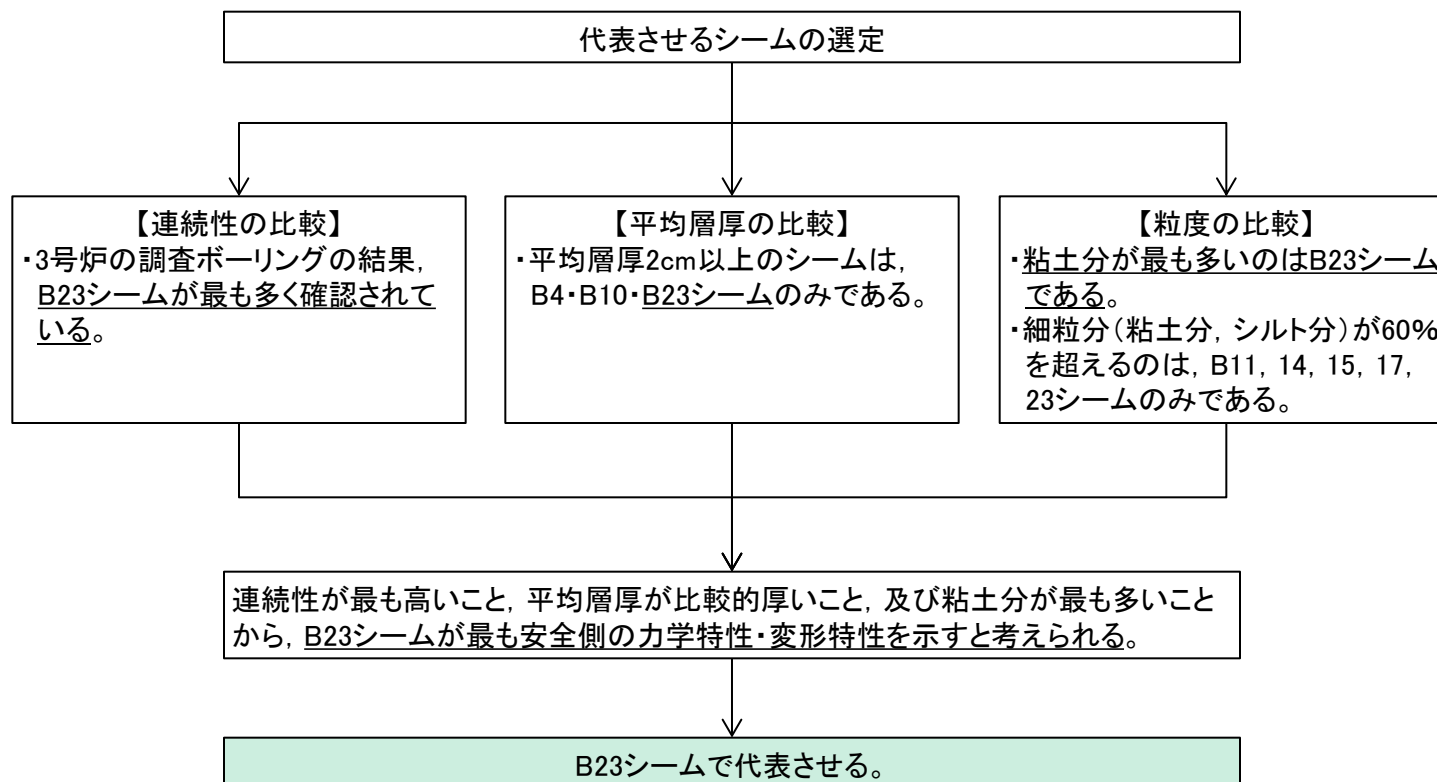 代表させるシームの選定
【連続性の比較】
・3号炉の調査ボーリングの結果,
B23シームが最も多く確認されて
いる。
【平均層厚の比較】
・平均層厚2cm以上のシームは,
B4・B10・B23シームのみである。
【粒度の比較】
・粘土分が最も多いのはB23シーム
である。
・細粒分(粘土分, シルト分)が60%
を超えるのは, B11, 14, 15, 17,
23シームのみである。
連続性が最も高いこと, 平均層厚が比較的厚いこと, 及び粘土分が最も多いこと
から, B23シームが最も安全側の力学特性・変形特性を示すと考えられる。
B23シームで代表させる。